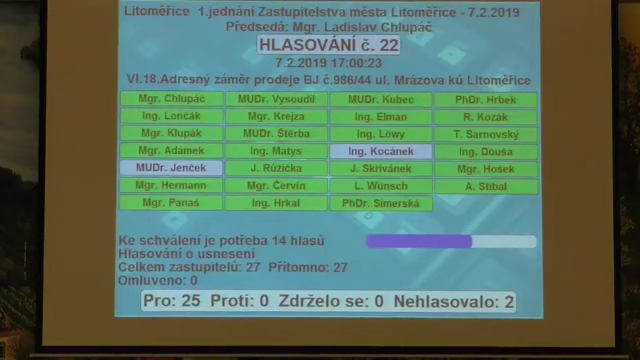 Litoměřice 1.jednání Zastupitelstva města Litoměřice - 7.2.2019
Předsedá: Mgr. Ladislav Chlupáč
HLASOVÁNÍ č. 22
7.2.2019 17:00:23
VI.18.Adresný záměr prodeje BJ č.986/44 ul. Mrázova kú Litoměřice
Mgr. Chlupáč MUDr. Vysoudil MUDr. Kubec PhDr. Hrbek
Ing. Lončák Mgr. Krejza Ing. Elman R. Kozák
Mgr. Klupák MUDr. Štěrba Ing. Löwy T. Sarnovský
Mgr. Adámek Ing. Matys Ing. Kocánek Ing. Douša
MUDr. Jenček J. Růžička J. Skřivánek Mgr. Hošek
Mgr. Hermann Mgr. Červín L. Wünsch A. Štíbal
Mgr. Panaš Ing. Hrkal PhDr. Simerská
Ke schválení je potřeba 14 hlasů
Hlasování o usnesení
Celkem zastupitelů: 27 Přítomno: 27
Omluveno: 0
Pro: 25 Proti: 0 Zdrželo se: 0 Nehlasovalo: 2